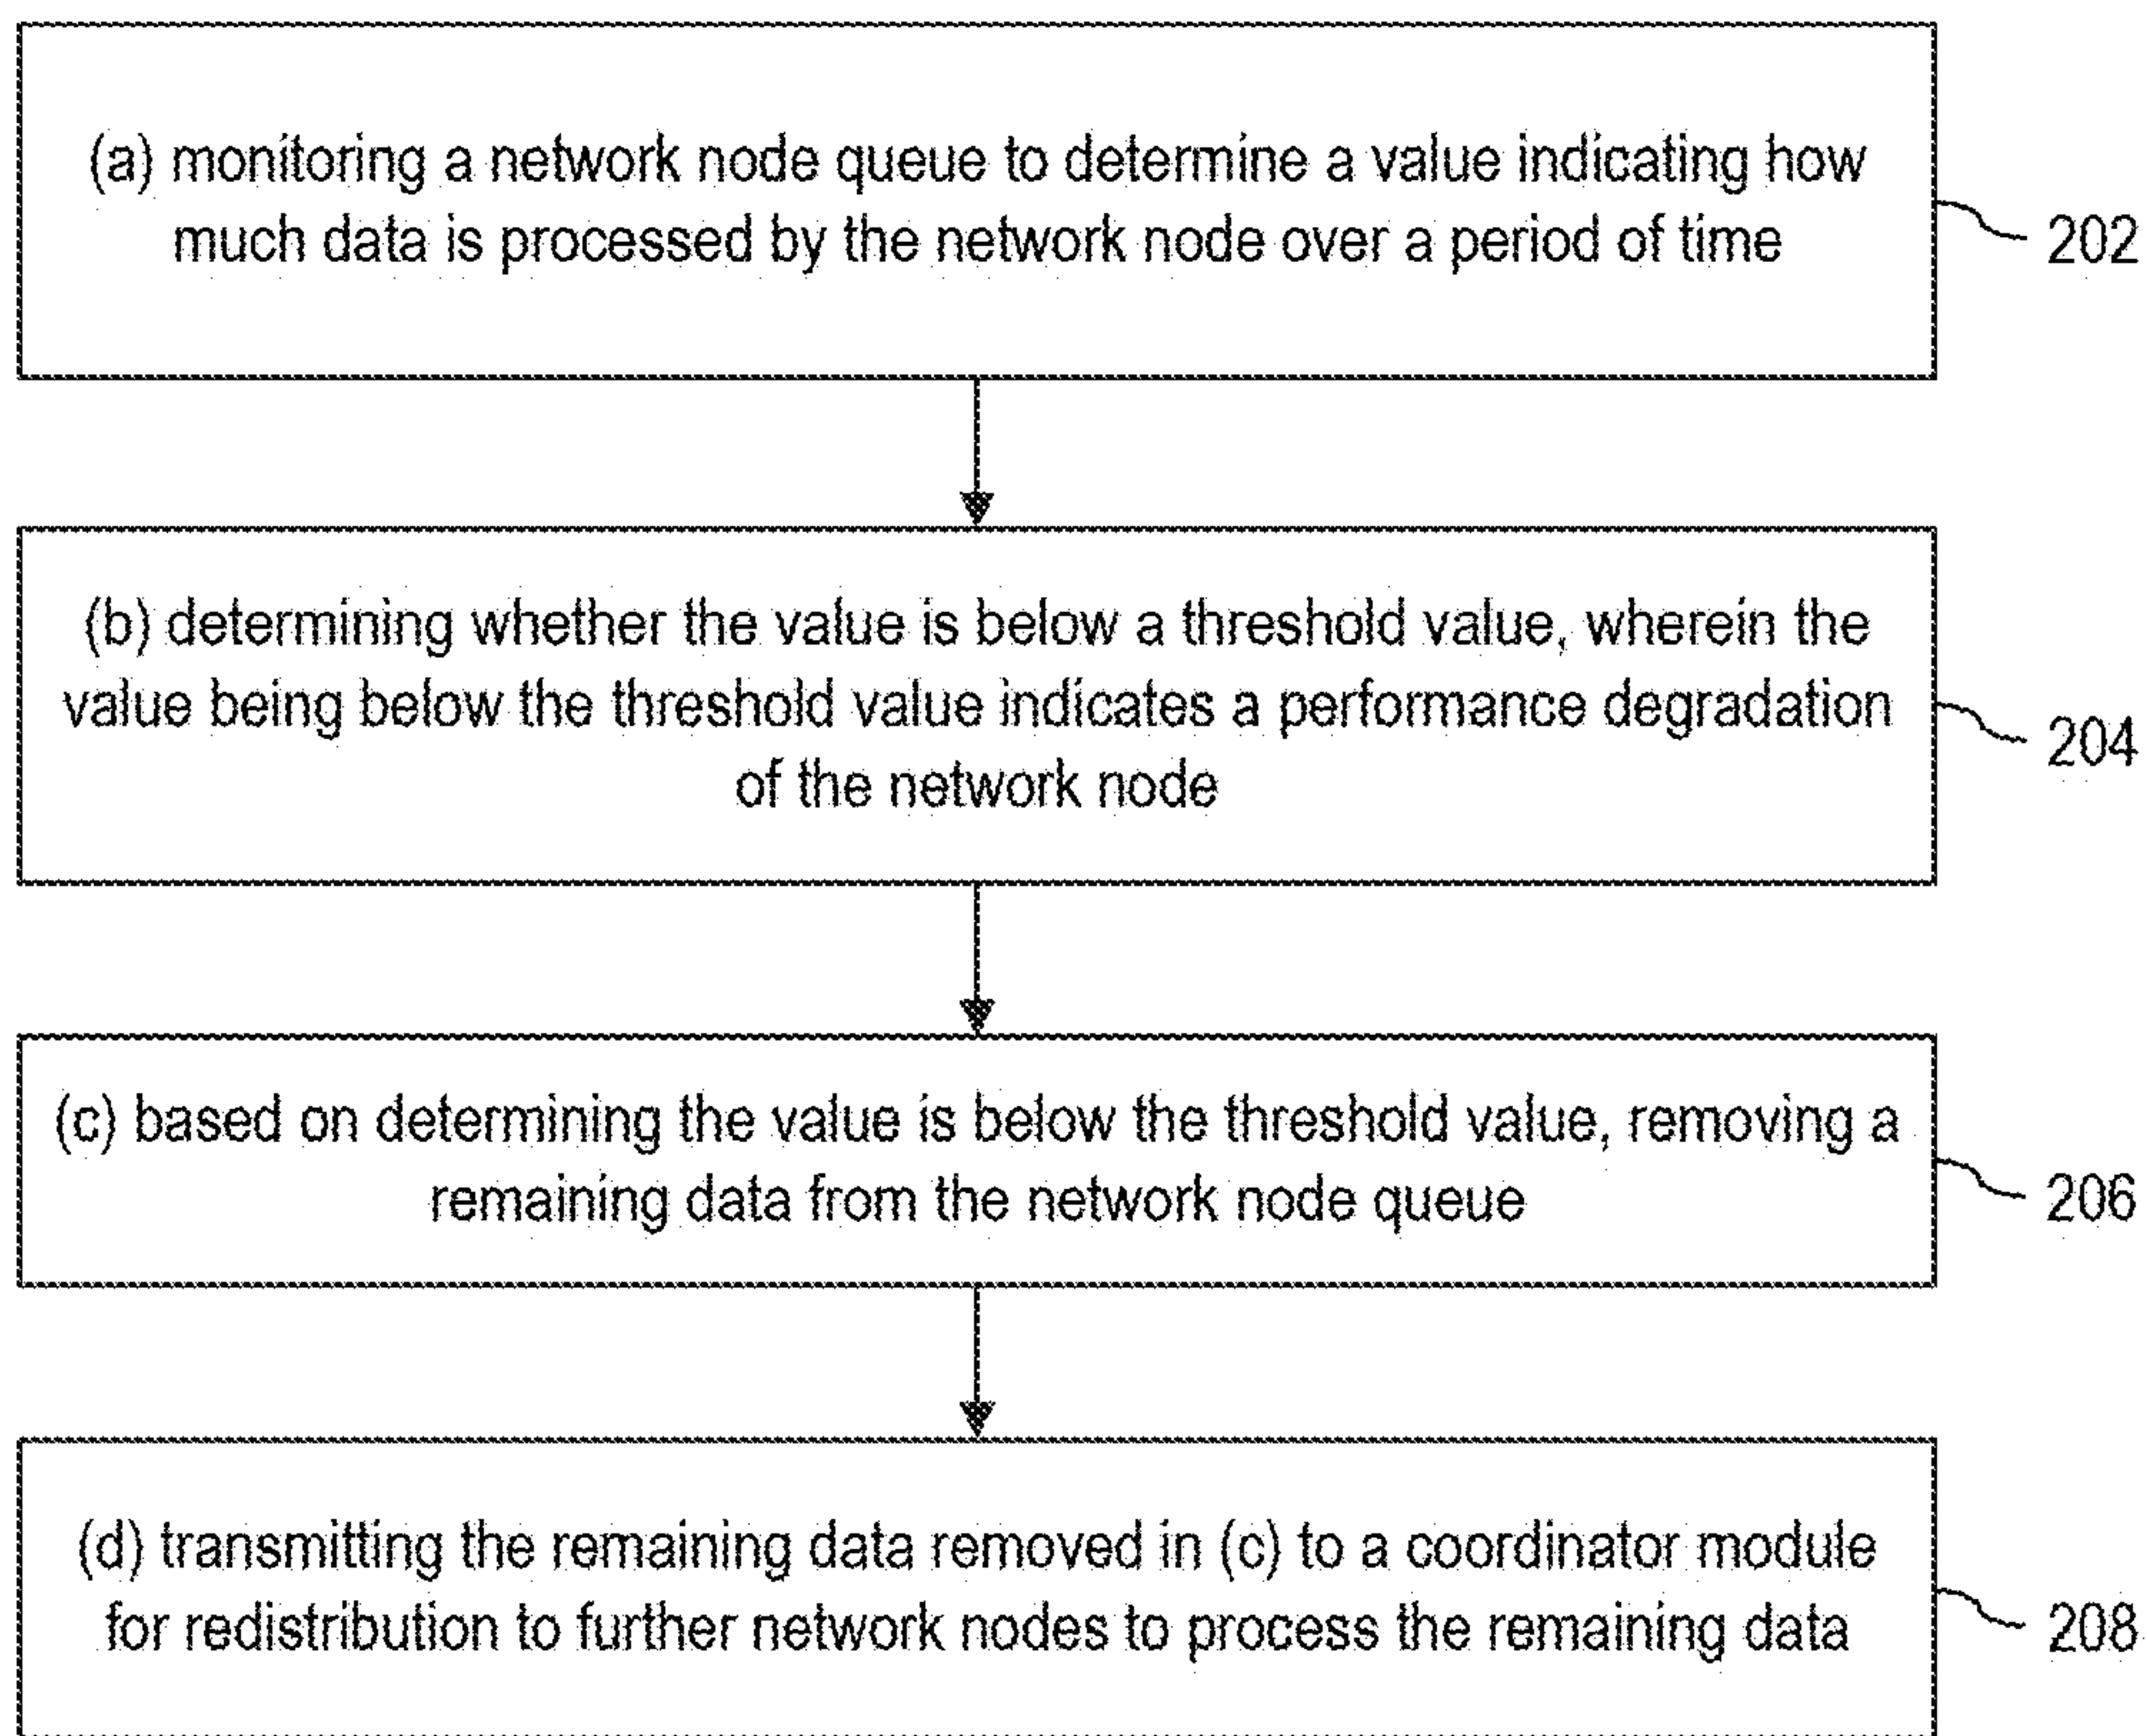 (a) monitoring a network node queue to determine a value indicating how
much data is processed by the network node over a period of time
202
(b) determining whether the value is below a threshold value, wherein the
value being below the threshold value indicates a performance degradation
of the network node
204
(c) based on determining the value is below the threshold value, removing a
remaining data from the network node queue
206
(d) transmitting the remaining data removed in (c) to a coordinator module
for redistribution to further network nodes to process the remaining data
208